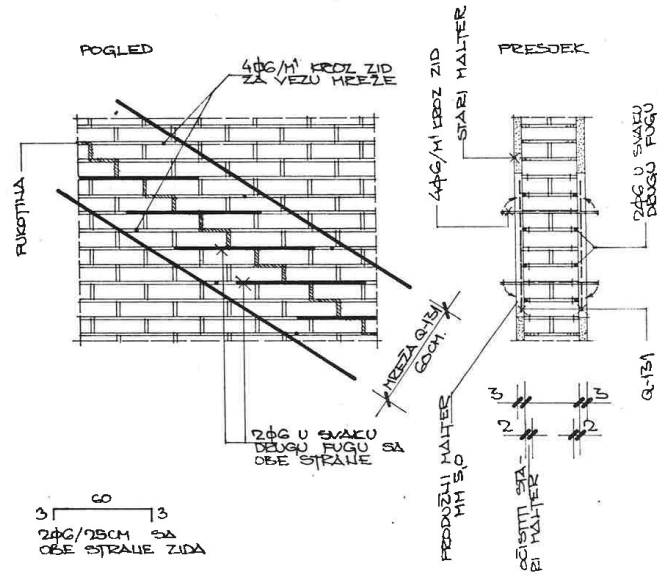 POGLED
4ϕ6/M' KROZ ZID
ZA VEZU MREŽE
PUKOTINA
MREŽA Q-131
60CM.
2ϕ6 U SVAKU
DRUGU FUGU SA
OBE STRANE
60
3 3
2ϕ6/25CM SA
OBE STRANE ZIDA
PRESJEK
4ϕ6/M' KROZ ZID
STARI MALTER
2ϕ6 U SVAKU
DRUGU FUGU
Q-131
3 3
2 2
PRODUŽNI MALTER
MM 5,0
OČISTITI STA-
RI MALTER